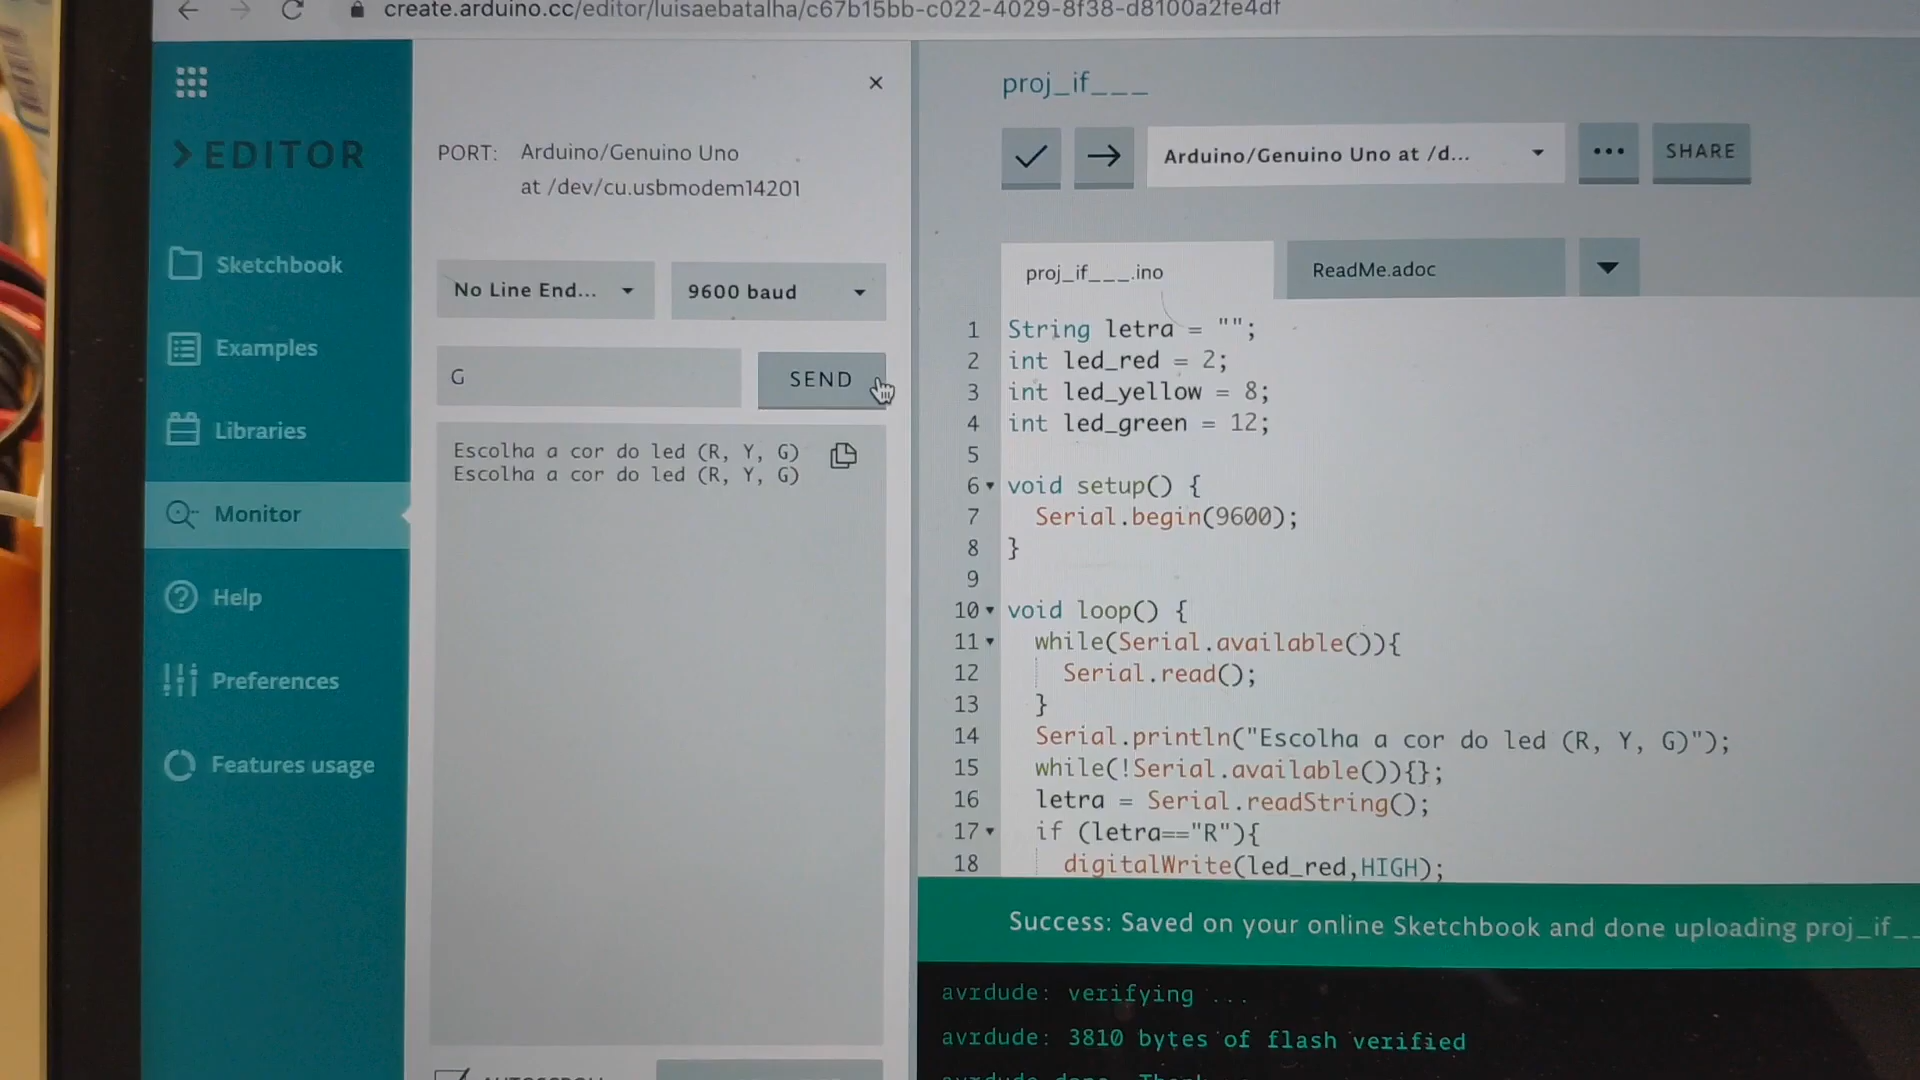 create.arduino.cc/editor/luisaebatalha/c67b15bb-c022-4029-8f38-d8100a2fe4df
EDITOR
Sketchbook
Examples
Libraries
Monitor
Help
Preferences
Features usage
PORT: Arduino/Genuino Uno
at /dev/cu.usbmodem14201
No Line End...
9600 baud
G
SEND
Escolha a cor do led (R, Y, G)
Escolha a cor do led (R, Y, G)
proj_if___
Arduino/Genuino Uno at /d...
SHARE
proj_if___.ino
ReadMe.adoc
1 String letra = "";
2 int led_red = 2;
3 int led_yellow = 8;
4 int led_green = 12;
5
6 void setup() {
7 Serial.begin(9600);
8 }
9
10 void loop() {
11 while(Serial.available()){
12 Serial.read();
13 }
14 Serial.println("Escolha a cor do led (R, Y, G)");
15 while(!Serial.available()){};
16 letra = Serial.readString();
17 if (letra=="R"){
18 digitalWrite(led_red,HIGH);
Success: Saved on your online Sketchbook and done uploading proj_if__
avrdude: verifying ...
avrdude: 3810 bytes of flash verified